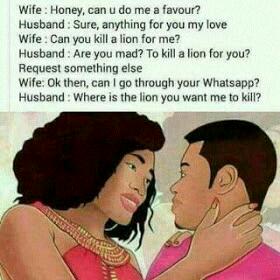 Wife : Honey, can u do me a favour?
Husband : Sure, anything for you my love
Wife : Can you kill a lion for me?
Husband : Are you mad? To kill a lion for you?
Request something else
Wife: Ok then, can I go through your Whatsapp?
Husband : Where is the lion you want me to kill?